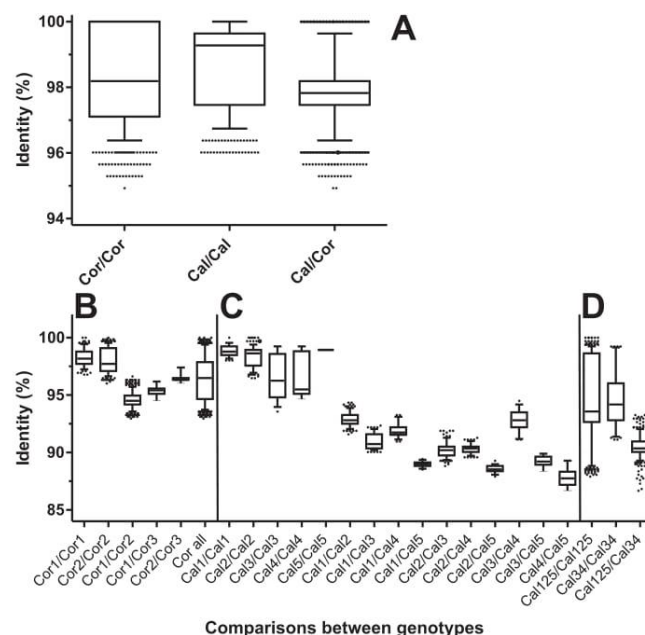 A
Identity (%)
100
98
96
94
Cor/Cor
Cal/Cal
Cal/Cor
B
C
D
Identity (%)
100
95
90
85
Cor1/Cor1
Cor2/Cor2
Cor1/Cor2
Cor1/Cor3
Cor2/Cor3
Cor all
Cal1/Cal1
Cal2/Cal2
Cal3/Cal3
Cal4/Cal4
Cal5/Cal5
Cal1/Cal2
Cal1/Cal3
Cal1/Cal4
Cal1/Cal5
Cal2/Cal3
Cal2/Cal4
Cal2/Cal5
Cal3/Cal4
Cal3/Cal5
Cal4/Cal5
Cal125/Cal125
Cal34/Cal34
Cal125/Cal34
Comparisons between genotypes